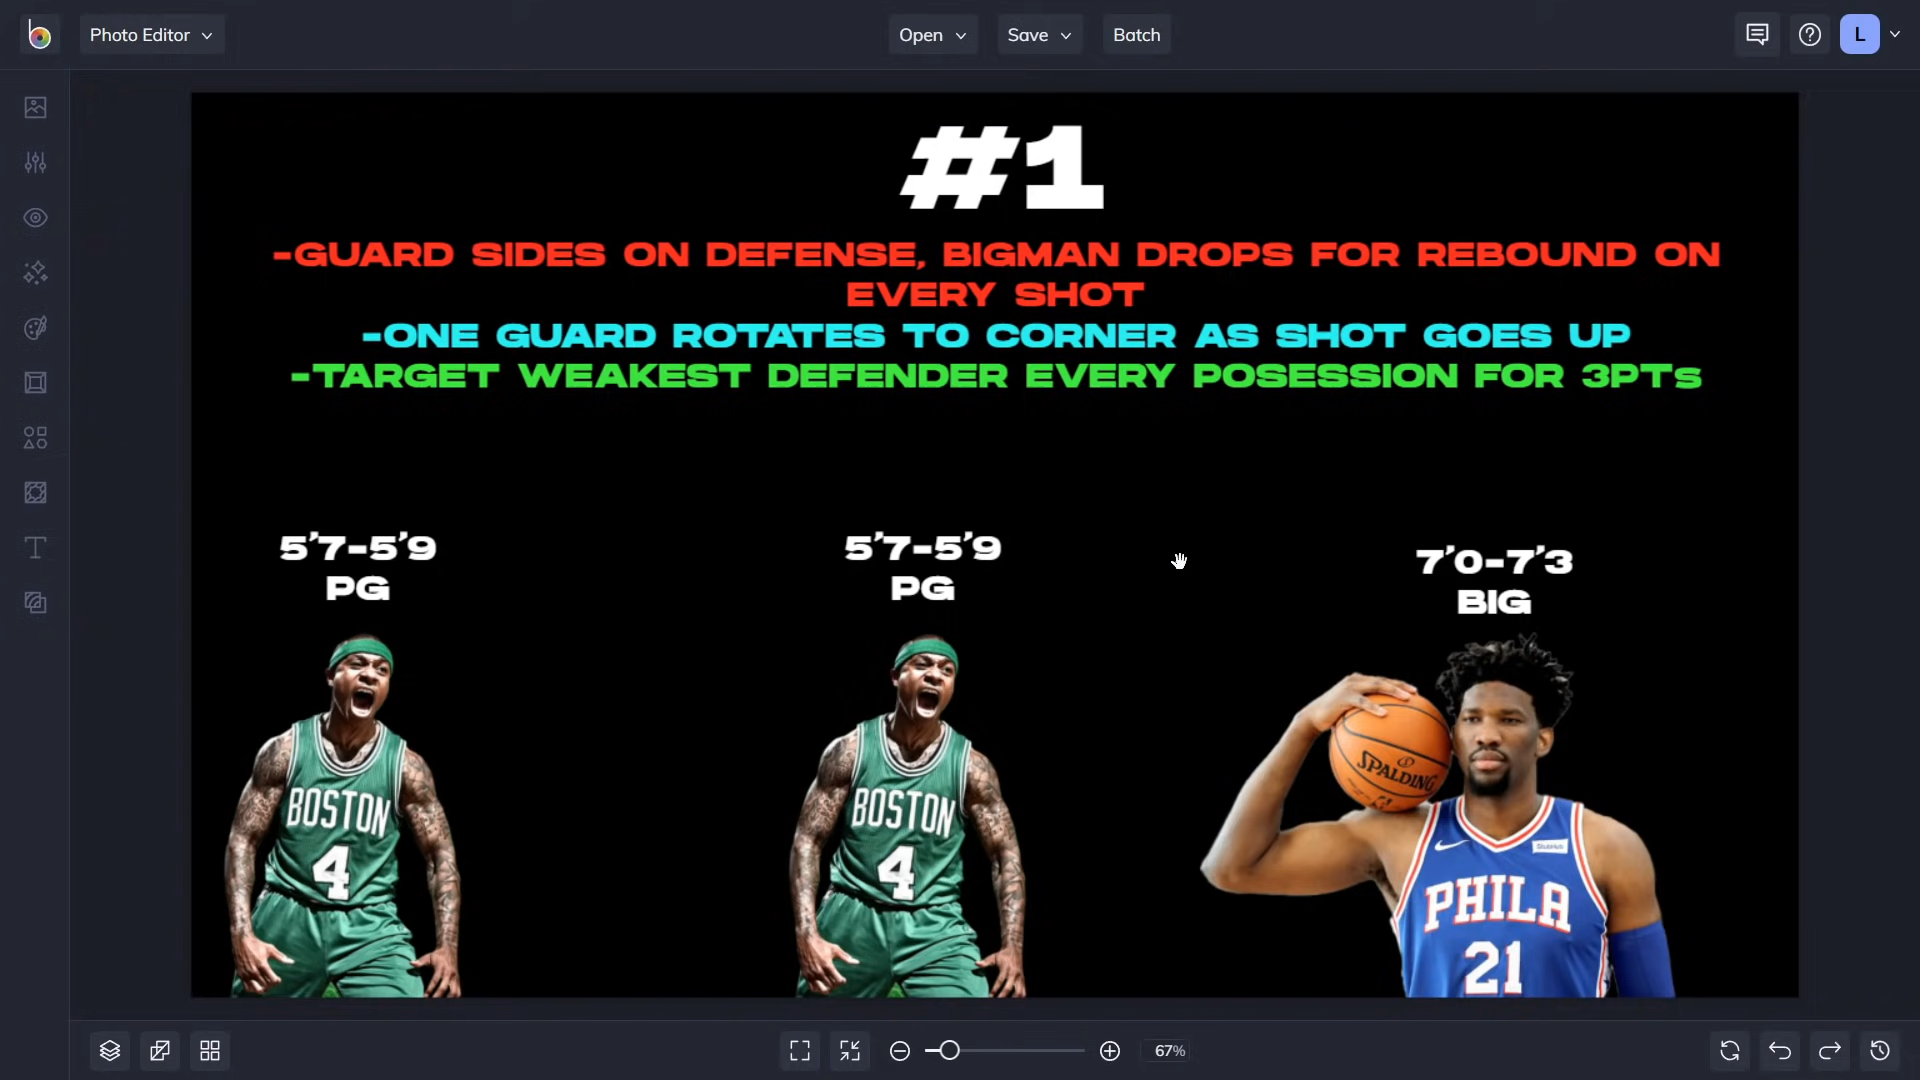 Photo Editor
Open
Save
Batch
L
#1
-GUARD SIDES ON DEFENSE, BIGMAN DROPS FOR REBOUND ON
EVERY SHOT
-ONE GUARD ROTATES TO CORNER AS SHOT GOES UP
-TARGET WEAKEST DEFENDER EVERY POSESSION FOR 3PTs
5'7-5'9
PG
5'7-5'9
PG
7'0-7'3
BIG
SPALDING
BOSTON
4
BOSTON
4
StubHub
PHILA
21
67%